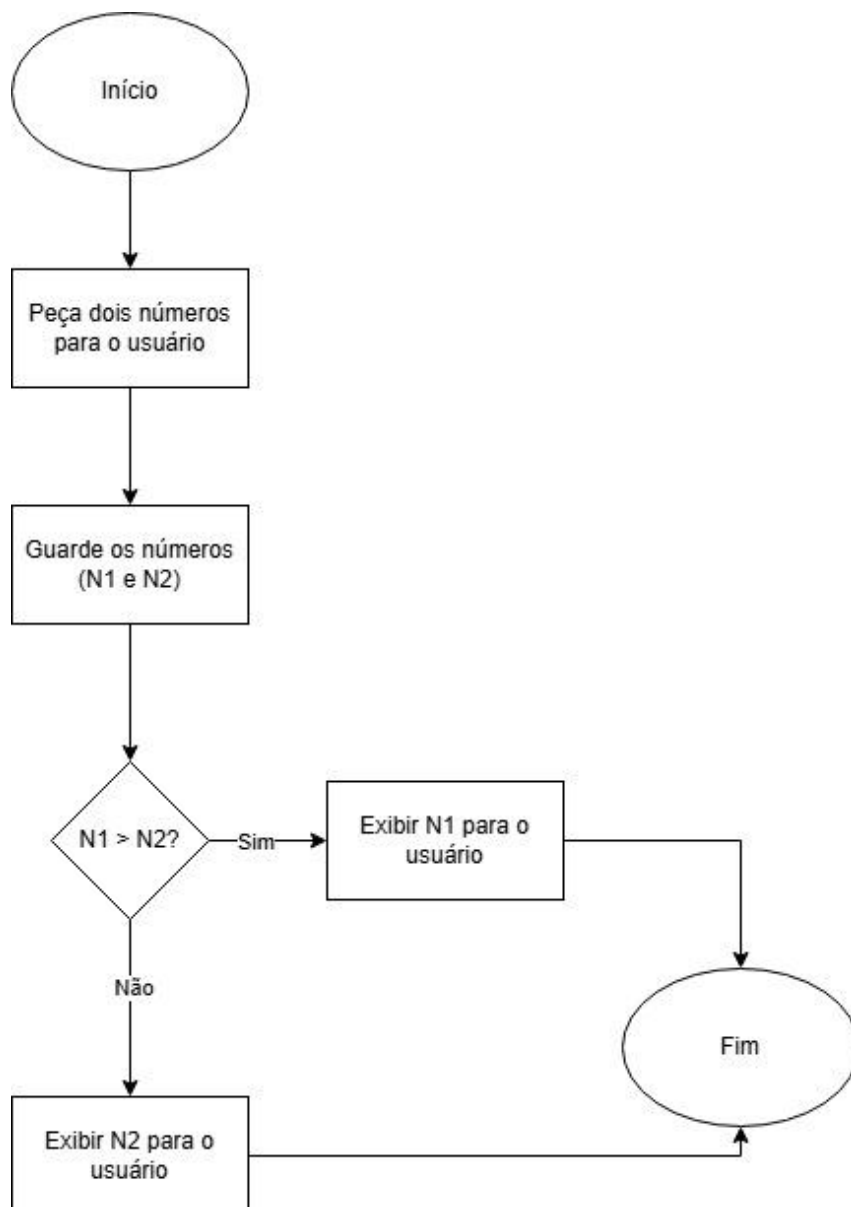 Início
Peça dois números
para o usuário
Guarde os números
(N1 e N2)
N1 > N2?
Sim
Exibir N1 para o
usuário
Não
Fim
Exibir N2 para o
usuário